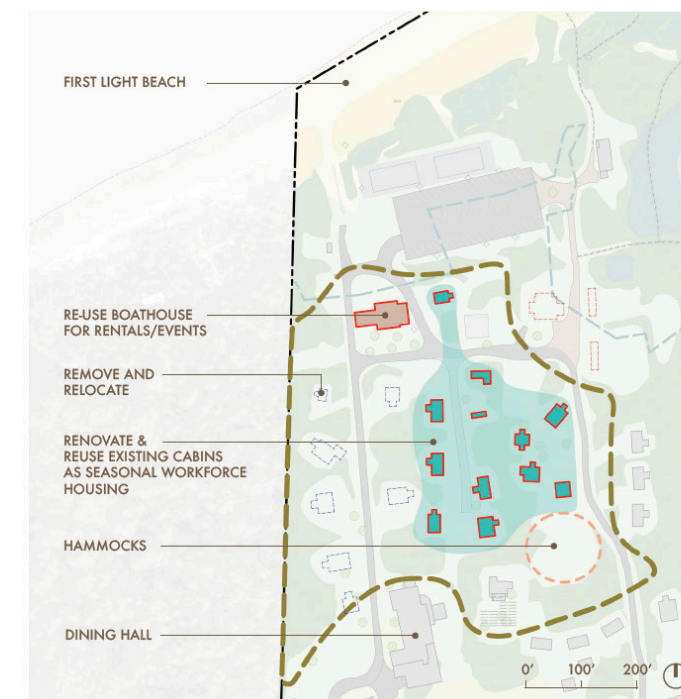 FIRST LIGHT BEACH
RE-USE BOATHOUSE
FOR RENTALS/EVENTS
REMOVE AND
RELOCATE
RENOVATE &
REUSE EXISTING CABINS
AS SEASONAL WORKFORCE
HOUSING
HAMMOCKS
DINING HALL
0' 100' 200'